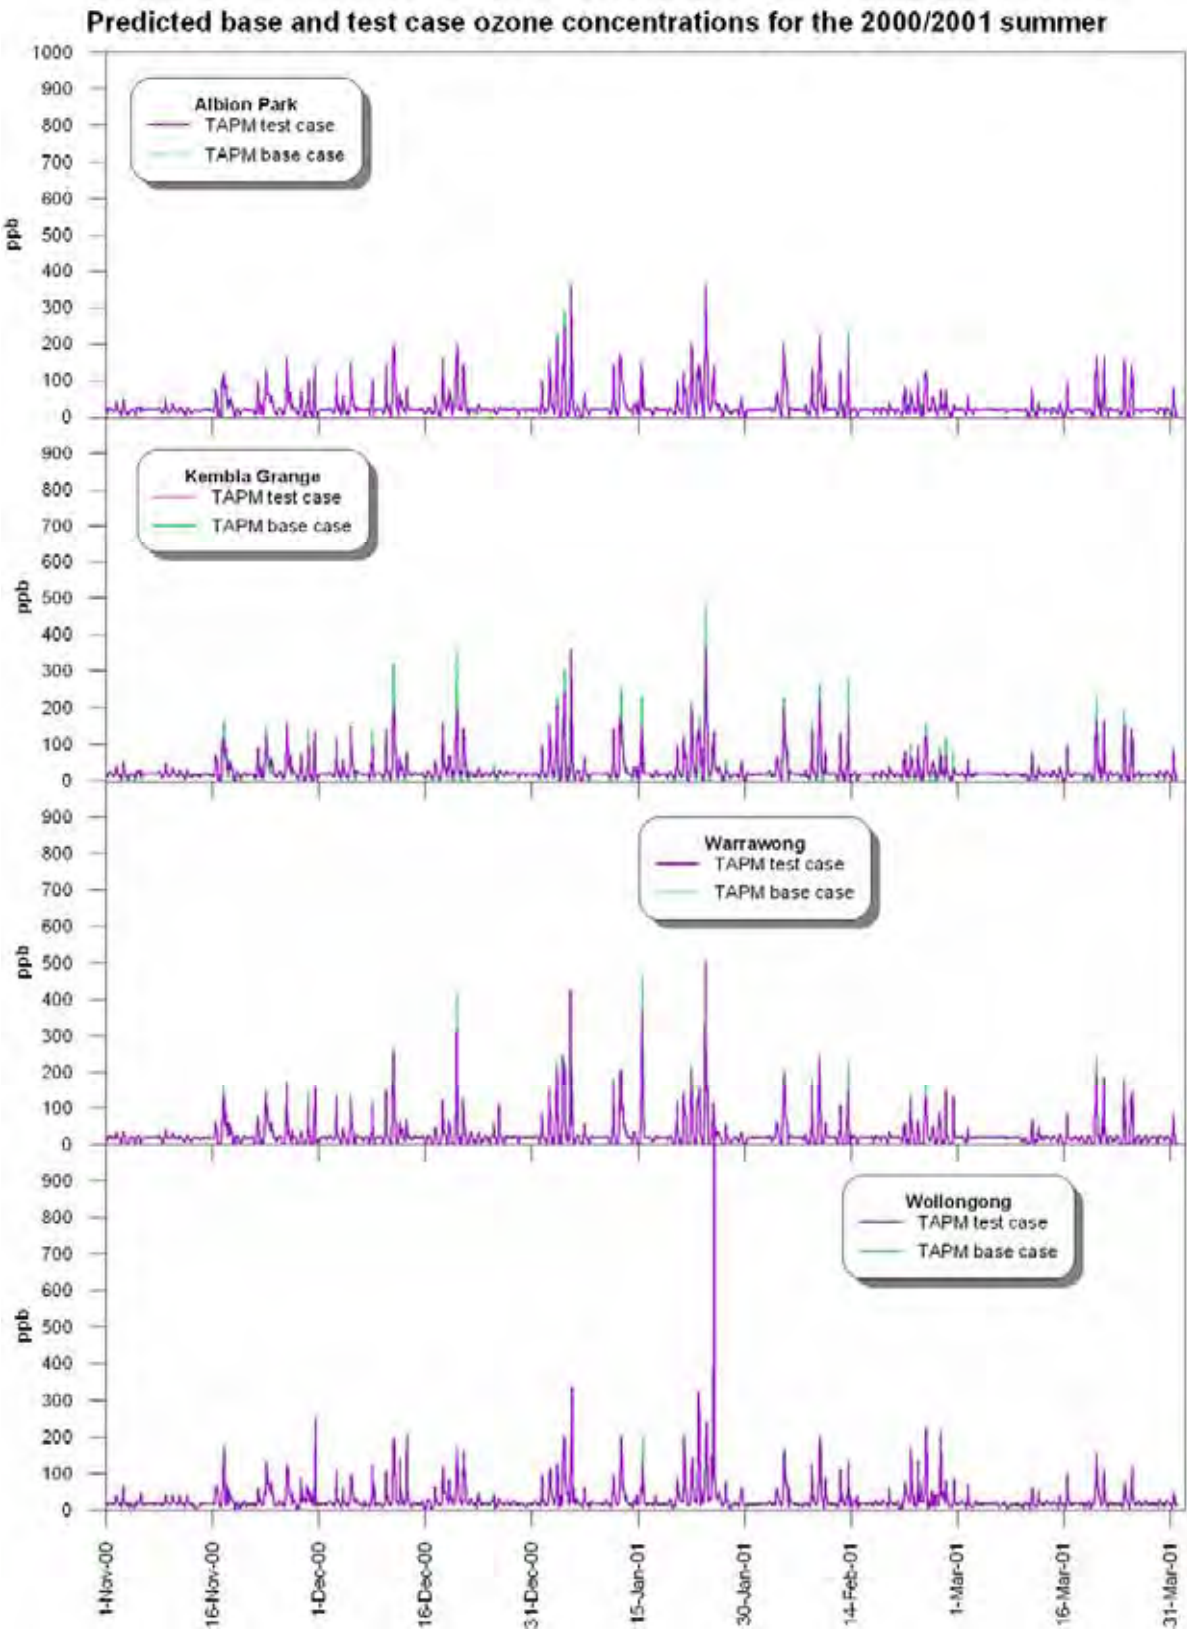 Predicted base and test case ozone concentrations for the 2000/2001 summer
1000
900
800
700
600
500
400
300
200
100
0
ppb
Albion Park
TAPM test case
TAPM base case
900
800
700
600
500
400
300
200
100
0
ppb
Kembla Grange
TAPM test case
TAPM base case
900
800
700
600
500
400
300
200
100
0
ppb
Warrawong
TAPM test case
TAPM base case
900
800
700
600
500
400
300
200
100
0
ppb
Wollongong
TAPM test case
TAPM base case
1-Nov-00
16-Nov-00
1-Dec-00
16-Dec-00
31-Dec-00
15-Jan-01
30-Jan-01
14-Feb-01
1-Mar-01
16-Mar-01
31-Mar-01